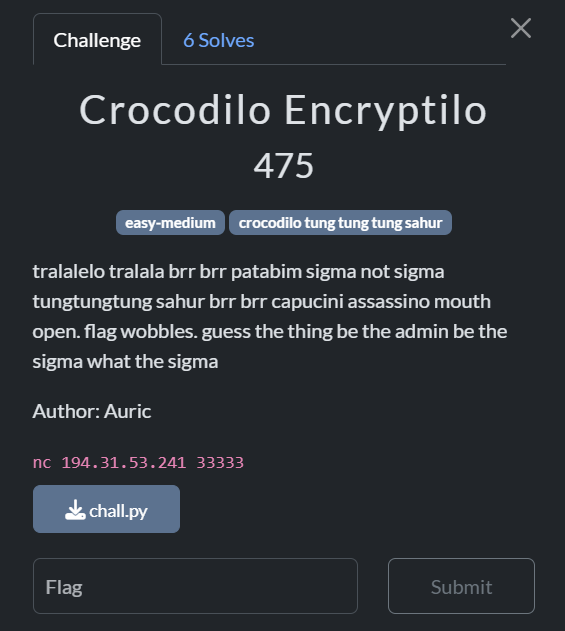 Challenge
6 Solves
Crocodilo Encryptilo
475
easy-medium
crocodilo tung tung tung sahur
tralalelo tralala brr brr patabim sigma not sigma
tungtungtung sahur brr brr capucini assassino mouth
open. flag wobbles. guess the thing be the admin be the
sigma what the sigma
Author: Auric
nc 194.31.53.241 33333
chall.py
Flag
Submit